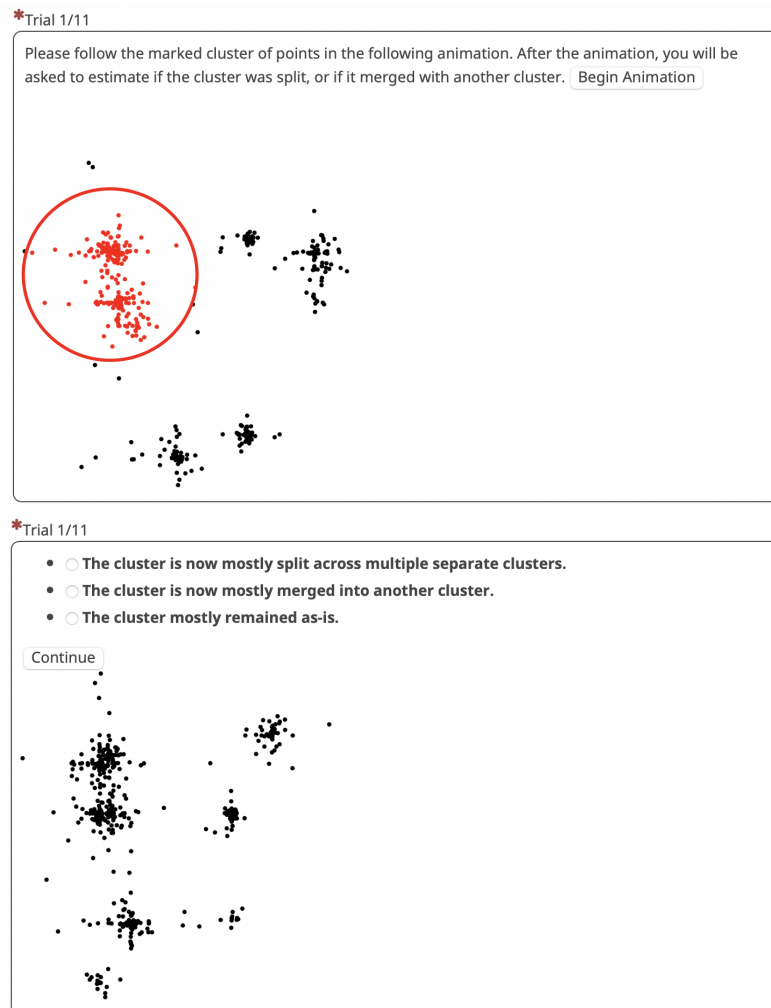 *Trial 1/11
Please follow the marked cluster of points in the following animation. After the animation, you will be
asked to estimate if the cluster was split, or if it merged with another cluster. Begin Animation
*Trial 1/11
The cluster is now mostly split across multiple separate clusters.
The cluster is now mostly merged into another cluster.
The cluster mostly remained as-is.
Continue